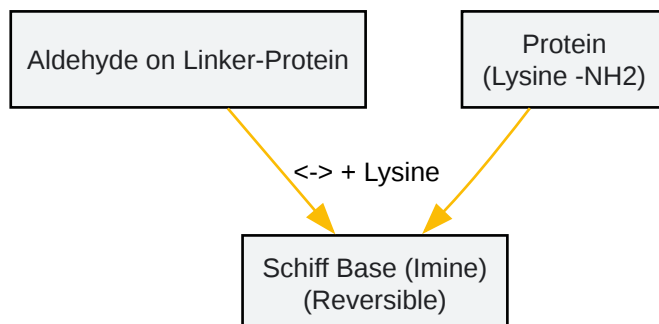 Aldehyde on Linker-Protein
Protein
(Lysine -NH2)
<-> + Lysine
Schiff Base (Imine)
(Reversible)